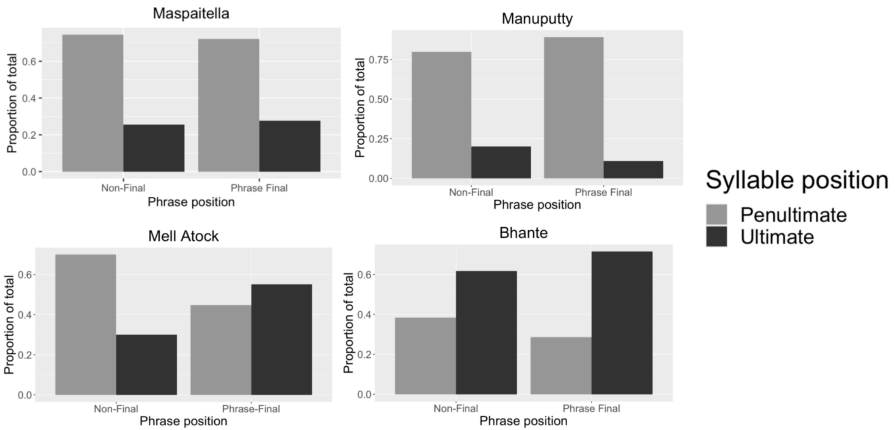 Maspaitella
Proportion of total
0.6
0.4
0.2
0.0
Non-Final
Phrase Final
Phrase position
Manuputty
Proportion of total
0.75
0.50
0.25
0.00
Non-Final
Phrase Final
Phrase position
Mell Atock
Proportion of total
0.6
0.4
0.2
0.0
Non-Final
Phrase-Final
Phrase position
Bhante
Proportion of total
0.6
0.4
0.2
0.0
Non-Final
Phrase Final
Phrase position
Syllable position
Penultimate
Ultimate